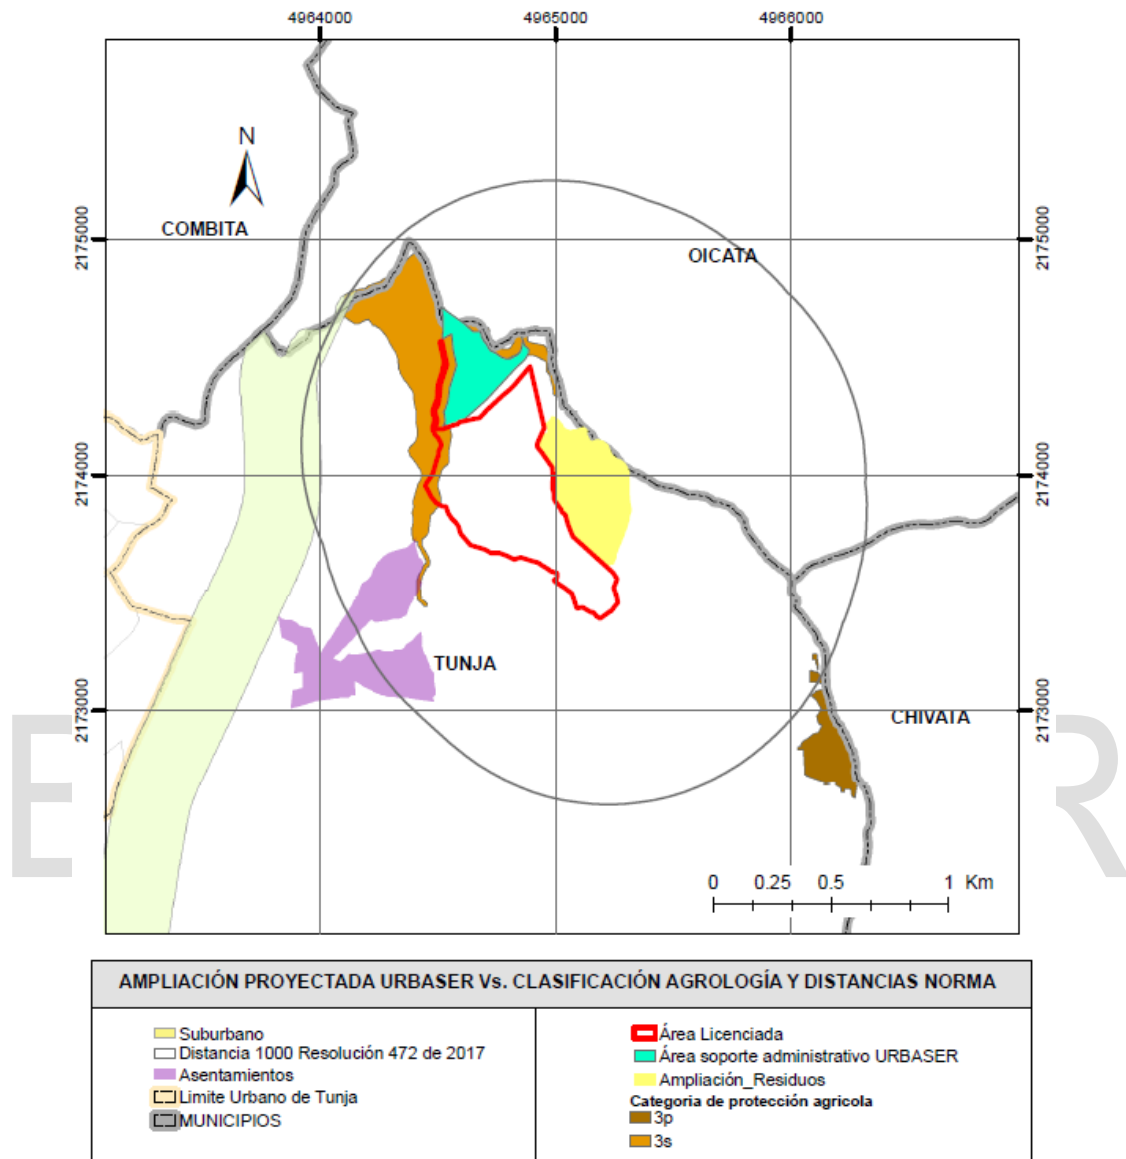 4964000 4965000 4966000
N
COMBITA
OICATA
2175000 2175000
2174000 2174000
TUNJA
2173000 2173000
CHIVATA
E R
0 0.25 0.5 1 Km
AMPLIACIÓN PROYECTADA URBASER Vs. CLASIFICACIÓN AGROLOGÍA Y DISTANCIAS NORMA
Suburbano
Distancia 1000 Resolución 472 de 2017
Asentamientos
Limite Urbano de Tunja
MUNICIPIOS
Área Licenciada
Área soporte administrativo URBASER
Ampliación_Residuos
Categoria de protección agricola
3p
3s